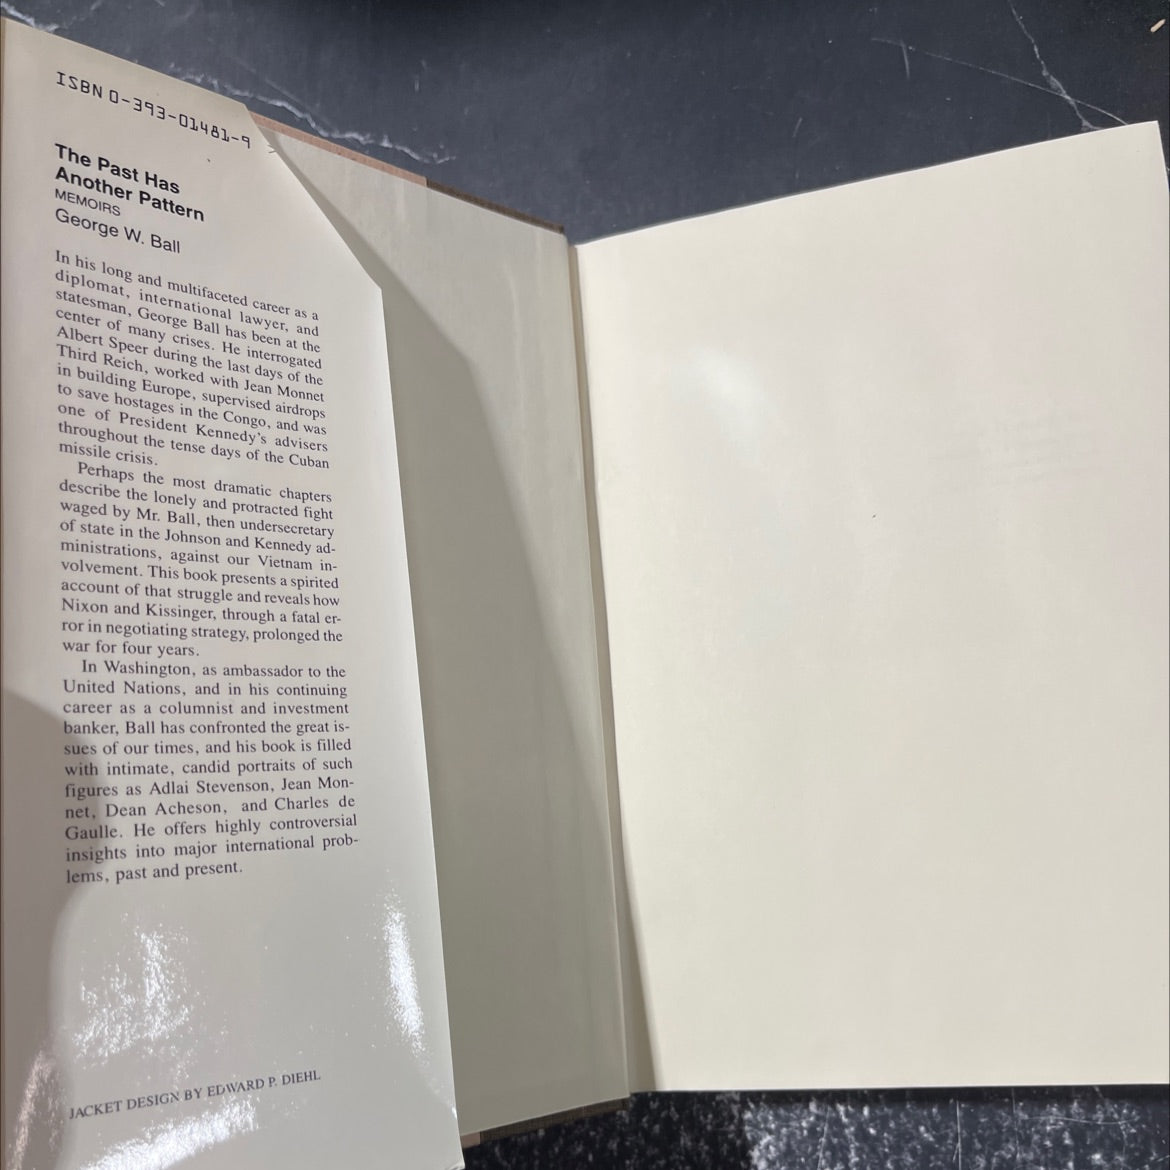 ISBN 0-393-01481-9
The Past Has
Another Pattern
MEMOIRS
George W. Ball
In his long and multifaceted career as a
diplomat, international lawyer, and
statesman, George Ball has been at the
center of many crises. He interrogated
Albert Speer during the last days of the
Third Reich, worked with Jean Monnet
in building Europe, supervised airdrops
to save hostages in the Congo, and was
one of President Kennedy's advisers
throughout the tense days of the Cuban
missile crisis.
Perhaps the most dramatic chapters
describe the lonely and protracted fight
waged by Mr. Ball, then undersecretary
of state in the Johnson and Kennedy ad-
ministrations, against our Vietnam in-
volvement. This book presents a spirited
account of that struggle and reveals how
Nixon and Kissinger, through a fatal er-
ror in negotiating strategy, prolonged the
war for four years.
In Washington, as ambassador to the
United Nations, and in his continuing
career as a columnist and investment
banker, Ball has confronted the great is-
sues of our times, and his book is filled
with intimate, candid portraits of such
figures as Adlai Stevenson, Jean Mon-
net, Dean Acheson, and Charles de
Gaulle. He offers highly controversial
insights into major international prob-
lems, past and present.
JACKET DESIGN BY EDWARD P. DIEHL